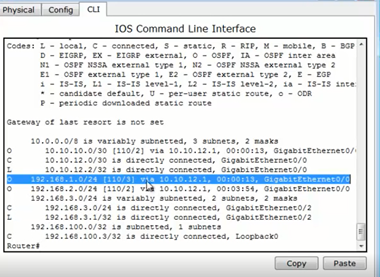 Physical Config CLI
IOS Command Line Interface
Codes: L - local, C - connected, S - static, R - RIP, M - mobile, B - BGP
D - EIGRP, EX - EIGRP external, O - OSPF, IA - OSPF inter area
N1 - OSPF NSSA external type 1, N2 - OSPF NSSA external type 2
E1 - OSPF external type 1, E2 - OSPF external type 2, E - EGP
i - IS-IS, L1 - IS-IS level-1, L2 - IS-IS level-2, ia - IS-IS inter
* - candidate default, U - per-user static route, o - ODR
P - periodic downloaded static route
Gateway of last resort is not set
10.0.0.0/8 is variably subnetted, 3 subnets, 2 masks
O 10.10.10.0/30 [110/2] via 10.10.12.1, 00:00:13, GigabitEthernet0/
C 10.10.12.0/30 is directly connected, GigabitEthernet0/0
L 10.10.12.2/32 is directly connected, GigabitEthernet0/0
O 192.168.1.0/24 [110/3] via 10.10.12.1, 00:00:13, GigabitEthernet0/0
O 192.168.2.0/24 [110/2] via 10.10.12.1, 00:03:54, GigabitEthernet0/0
192.168.3.0/24 is variably subnetted, 2 subnets, 2 masks
C 192.168.3.0/24 is directly connected, GigabitEthernet0/2
L 192.168.3.1/32 is directly connected, GigabitEthernet0/2
192.168.100.0/32 is subnetted, 1 subnets
C 192.168.100.3/32 is directly connected, Loopback0
Router#
Copy Paste